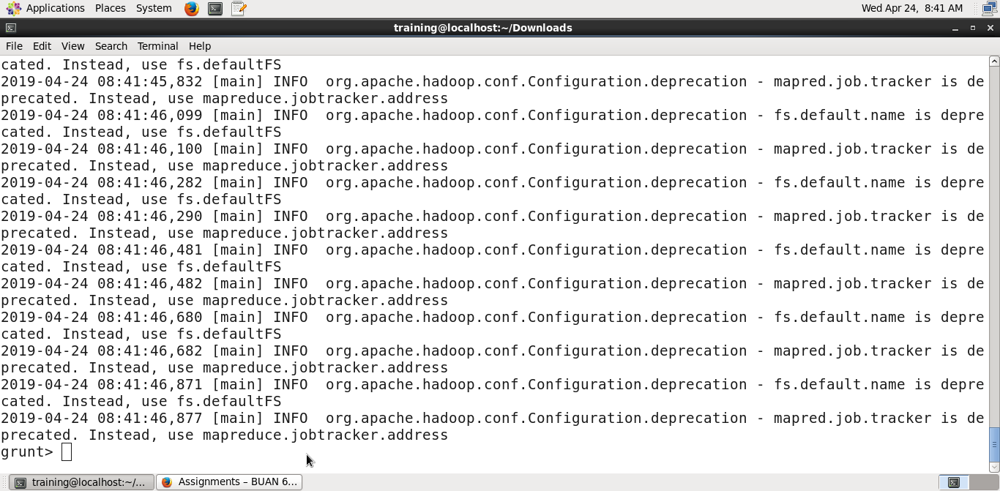 Applications Places System Wed Apr 24, 8:41 AM
training@localhost:~/Downloads
File Edit View Search Terminal Help
cated. Instead, use fs.defaultFS
2019-04-24 08:41:45,832 [main] INFO  org.apache.hadoop.conf.Configuration.deprecation - mapred.job.tracker is de
precated. Instead, use mapreduce.jobtracker.address
2019-04-24 08:41:46,099 [main] INFO  org.apache.hadoop.conf.Configuration.deprecation - fs.default.name is depre
cated. Instead, use fs.defaultFS
2019-04-24 08:41:46,100 [main] INFO  org.apache.hadoop.conf.Configuration.deprecation - mapred.job.tracker is de
precated. Instead, use mapreduce.jobtracker.address
2019-04-24 08:41:46,282 [main] INFO  org.apache.hadoop.conf.Configuration.deprecation - fs.default.name is depre
cated. Instead, use fs.defaultFS
2019-04-24 08:41:46,290 [main] INFO  org.apache.hadoop.conf.Configuration.deprecation - mapred.job.tracker is de
precated. Instead, use mapreduce.jobtracker.address
2019-04-24 08:41:46,481 [main] INFO  org.apache.hadoop.conf.Configuration.deprecation - fs.default.name is depre
cated. Instead, use fs.defaultFS
2019-04-24 08:41:46,482 [main] INFO  org.apache.hadoop.conf.Configuration.deprecation - mapred.job.tracker is de
precated. Instead, use mapreduce.jobtracker.address
2019-04-24 08:41:46,680 [main] INFO  org.apache.hadoop.conf.Configuration.deprecation - fs.default.name is depre
cated. Instead, use fs.defaultFS
2019-04-24 08:41:46,682 [main] INFO  org.apache.hadoop.conf.Configuration.deprecation - mapred.job.tracker is de
precated. Instead, use mapreduce.jobtracker.address
2019-04-24 08:41:46,871 [main] INFO  org.apache.hadoop.conf.Configuration.deprecation - fs.default.name is depre
cated. Instead, use fs.defaultFS
2019-04-24 08:41:46,877 [main] INFO  org.apache.hadoop.conf.Configuration.deprecation - mapred.job.tracker is de
precated. Instead, use mapreduce.jobtracker.address
grunt>
training@localhost:~/... Assignments – BUAN 6...